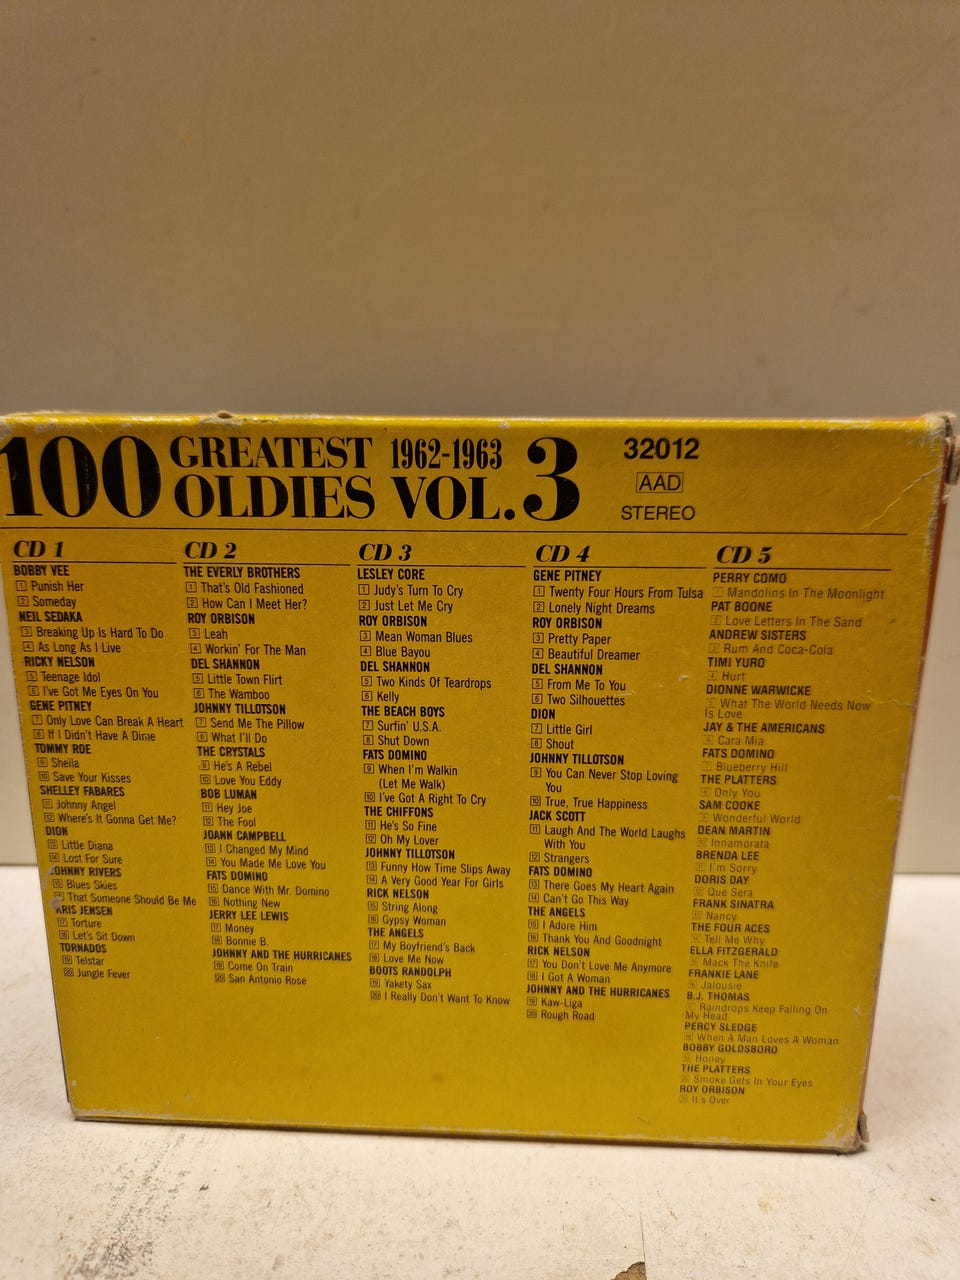 100 GREATEST 1962-1963
OLDIES VOL.3
32012
AAD
STEREO
CD 1
BOBBY VEE
1 Punish Her
2 Someday
NEIL SEDAKA
3 Breaking Up Is Hard To Do
4 As Long As I Live
RICKY NELSON
5 Teenage Idol
6 I've Got Me Eyes On You
GENE PITNEY
7 Only Love Can Break A Heart
8 If I Didn't Have A Dime
TOMMY ROE
9 Sheila
10 Save Your Kisses
SHELLEY FABARES
11 Johnny Angel
12 Where's It Gonna Get Me?
DION
13 Little Diana
14 Lost For Sure
JOHNNY RIVERS
15 Blues Skies
16 That Someone Should Be Me
KRIS JENSEN
17 Torture
18 Let's Sit Down
TORNADOS
19 Telstar
20 Jungle Fever
CD 2
THE EVERLY BROTHERS
1 That's Old Fashioned
2 How Can I Meet Her?
ROY ORBISON
3 Leah
4 Workin' For The Man
DEL SHANNON
5 Little Town Flirt
6 The Wamboo
JOHNNY TILLOTSON
7 Send Me The Pillow
8 What I'll Do
THE CRYSTALS
9 He's A Rebel
10 Love You Eddy
BOB LUMAN
11 Hey Joe
12 The Fool
JOANN CAMPBELL
13 I Changed My Mind
14 You Made Me Love You
FATS DOMINO
15 Dance With Mr. Domino
16 Nothing New
JERRY LEE LEWIS
17 Money
18 Bonnie B.
JOHNNY AND THE HURRICANES
19 Come On Train
20 San Antonio Rose
CD 3
LESLEY CORE
1 Judy's Turn To Cry
2 Just Let Me Cry
ROY ORBISON
3 Mean Woman Blues
4 Blue Bayou
DEL SHANNON
5 Two Kinds Of Teardrops
6 Kelly
THE BEACH BOYS
7 Surfin' U.S.A.
8 Shut Down
FATS DOMINO
9 When I'm Walkin
(Let Me Walk)
10 I've Got A Right To Cry
THE CHIFFONS
11 He's So Fine
12 Oh My Lover
JOHNNY TILLOTSON
13 Funny How Time Slips Away
14 A Very Good Year For Girls
RICK NELSON
15 String Along
16 Gypsy Woman
THE ANGELS
17 My Boyfriend's Back
18 Love Me Now
BOOTS RANDOLPH
19 Yakety Sax
20 I Really Don't Want To Know
CD 4
GENE PITNEY
1 Twenty Four Hours From Tulsa
2 Lonely Night Dreams
ROY ORBISON
3 Pretty Paper
4 Beautiful Dreamer
DEL SHANNON
5 From Me To You
6 Two Silhouettes
DION
7 Little Girl
8 Shout
JOHNNY TILLOTSON
9 You Can Never Stop Loving
You
10 True, True Happiness
JACK SCOTT
11 Laugh And The World Laughs
With You
12 Strangers
FATS DOMINO
13 There Goes My Heart Again
14 Can't Go This Way
THE ANGELS
15 I Adore Him
16 Thank You And Goodnight
RICK NELSON
17 You Don't Love Me Anymore
18 I Got A Woman
JOHNNY AND THE HURRICANES
19 Kaw-Liga
20 Rough Road
CD 5
PERRY COMO
1 Mandolins In The Moonlight
PAT BOONE
2 Love Letters In The Sand
ANDREW SISTERS
3 Rum And Coca-Cola
TIMI YURO
4 Hurt
DIONNE WARWICKE
5 What The World Needs Now
Is Love
JAY & THE AMERICANS
6 Cara Mia
FATS DOMINO
7 Blueberry Hill
THE PLATTERS
8 Only You
SAM COOKE
9 Wonderful World
DEAN MARTIN
10 Innamorata
BRENDA LEE
11 I'm Sorry
DORIS DAY
12 Que Sera
FRANK SINATRA
13 Nancy
THE FOUR ACES
14 Tell Me Why
ELLA FITZGERALD
15 Mack The Knife
FRANKIE LANE
16 Jalousie
B.J. THOMAS
17 Raindrops Keep Falling On
My Head
PERCY SLEDGE
18 When A Man Loves A Woman
BOBBY GOLDSBORO
19 Honey
THE PLATTERS
20 Smoke Gets In Your Eyes
ROY ORBISON
21 It's Over